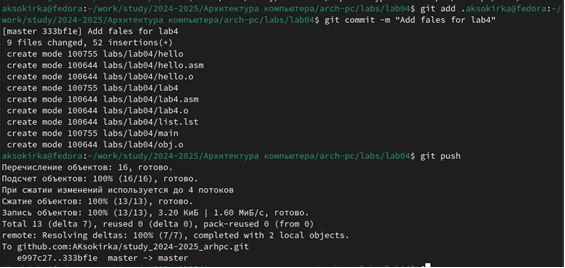 aksokirka@fedora:~/work/study/2024-2025/Архитектура компьютера/arch-pc/labs/lab04$ git add .aksokirka@fedora:~/
work/study/2024-2025/Архитектура компьютера/arch-pc/labs/lab04$ git commit -m "Add fales for lab4"
[master 333bf1e] Add fales for lab4
9 files changed, 52 insertions(+)
create mode 100755 labs/lab04/hello
create mode 100644 labs/lab04/hello.asm
create mode 100644 labs/lab04/hello.o
create mode 100755 labs/lab04/lab4
create mode 100644 labs/lab04/lab4.asm
create mode 100644 labs/lab04/lab4.o
create mode 100644 labs/lab04/list.lst
create mode 100755 labs/lab04/main
create mode 100644 labs/lab04/obj.o
aksokirka@fedora:~/work/study/2024-2025/Архитектура компьютера/arch-pc/labs/lab04$ git push
Перечисление объектов: 16, готово.
Подсчет объектов: 100% (16/16), готово.
При сжатии изменений используется до 4 потоков
Сжатие объектов: 100% (13/13), готово.
Запись объектов: 100% (13/13), 3.20 КиБ | 1.60 МиБ/с, готово.
Total 13 (delta 7), reused 0 (delta 0), pack-reused 0 (from 0)
remote: Resolving deltas: 100% (7/7), completed with 2 local objects.
To github.com:AKsokirka/study_2024-2025_arhpc.git
e997c27..333bf1e master -> master